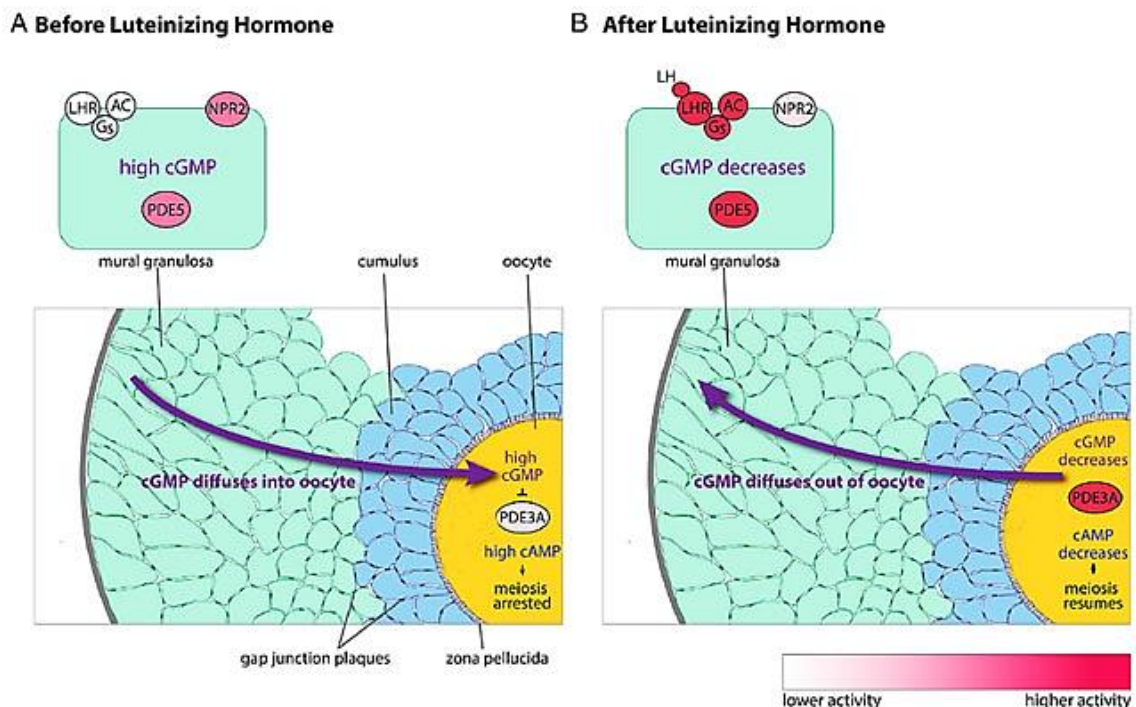 A Before Luteinizing Hormone
LHR
AC
Gs
NPR2
high cGMP
PDE5
mural granulosa
cumulus
oocyte
cGMP diffuses into oocyte
high
cGMP
PDE3A
high cAMP
meiosis
arrested
gap junction plaques
zona pellucida
B After Luteinizing Hormone
LH
LHR
AC
Gs
NPR2
cGMP decreases
PDE5
mural granulosa
cGMP diffuses out of oocyte
cGMP
decreases
PDE3A
cAMP
decreases
meiosis
resumes
lower activity
higher activity